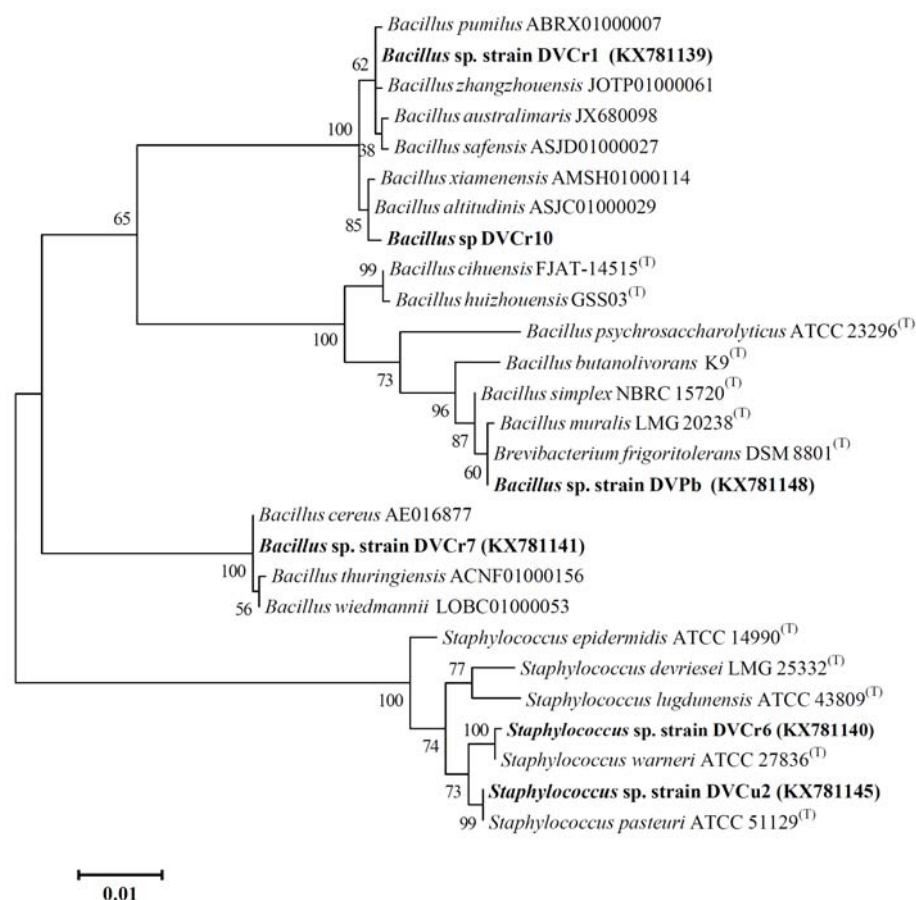 Bacillus pumilus ABRX01000007
Bacillus sp. strain DVCr1 (KX781139)
62
Bacillus zhangzhouensis JOTP01000061
Bacillus australimaris JX680098
100
38
Bacillus safensis ASJD01000027
Bacillus xiamenensis AMSH01000114
65
Bacillus altitudinis ASJC01000029
85
Bacillus sp DVCr10
99
Bacillus cihuensis FJAT-14515(T)
Bacillus huizhouensis GSS03(T)
100
Bacillus psychrosaccharolyticus ATCC 23296(T)
Bacillus butanolivorans K9(T)
73
Bacillus simplex NBRC 15720(T)
96
Bacillus muralis LMG 20238(T)
87
Brevibacterium frigoritolerans DSM 8801(T)
60
Bacillus sp. strain DVPb (KX781148)
Bacillus cereus AE016877
Bacillus sp. strain DVCr7 (KX781141)
100
Bacillus thuringiensis ACNF01000156
56
Bacillus wiedmannii LOBC01000053
Staphylococcus epidermidis ATCC 14990(T)
77
Staphylococcus devriesei LMG 25332(T)
100
Staphylococcus lugdunensis ATCC 43809(T)
100
Staphylococcus sp. strain DVCr6 (KX781140)
74
Staphylococcus warneri ATCC 27836(T)
73
Staphylococcus sp. strain DVCu2 (KX781145)
99
Staphylococcus pasteuri ATCC 51129(T)
0.01